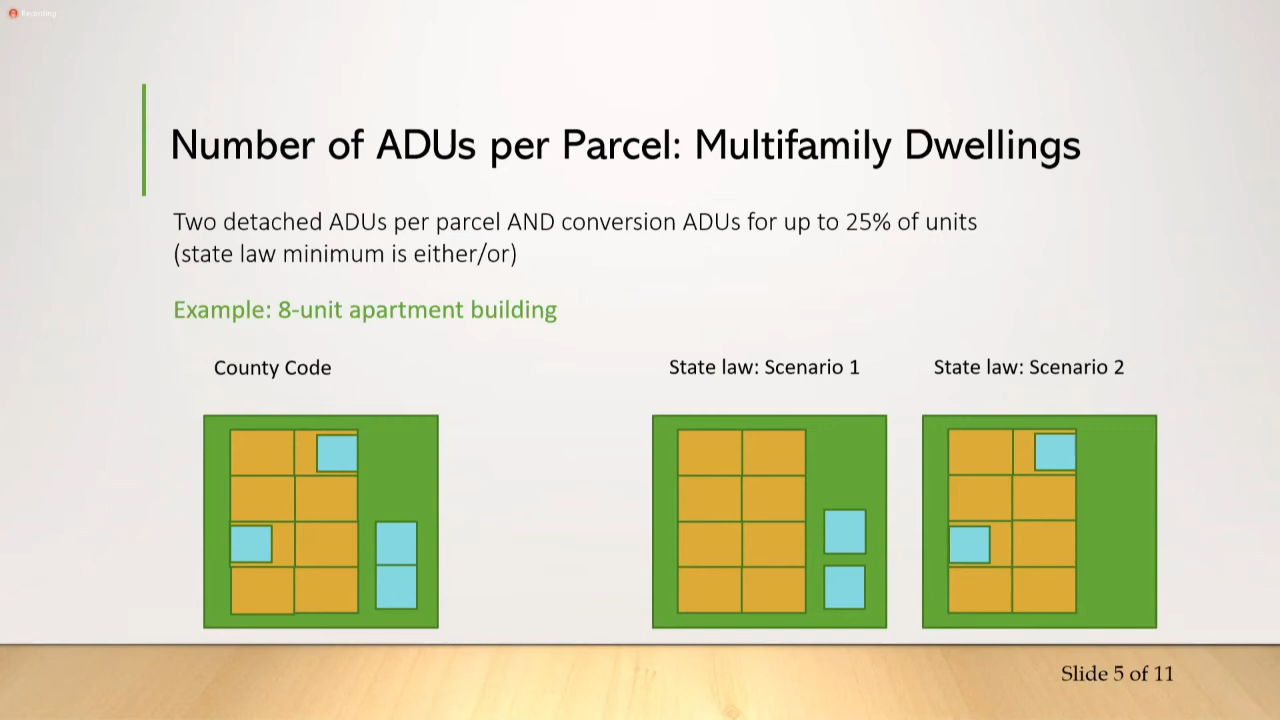 Recording
Number of ADUs per Parcel: Multifamily Dwellings
Two detached ADUs per parcel AND conversion ADUs for up to 25% of units
(state law minimum is either/or)
Example: 8-unit apartment building
County Code
State law: Scenario 1
State law: Scenario 2
Slide 5 of 11